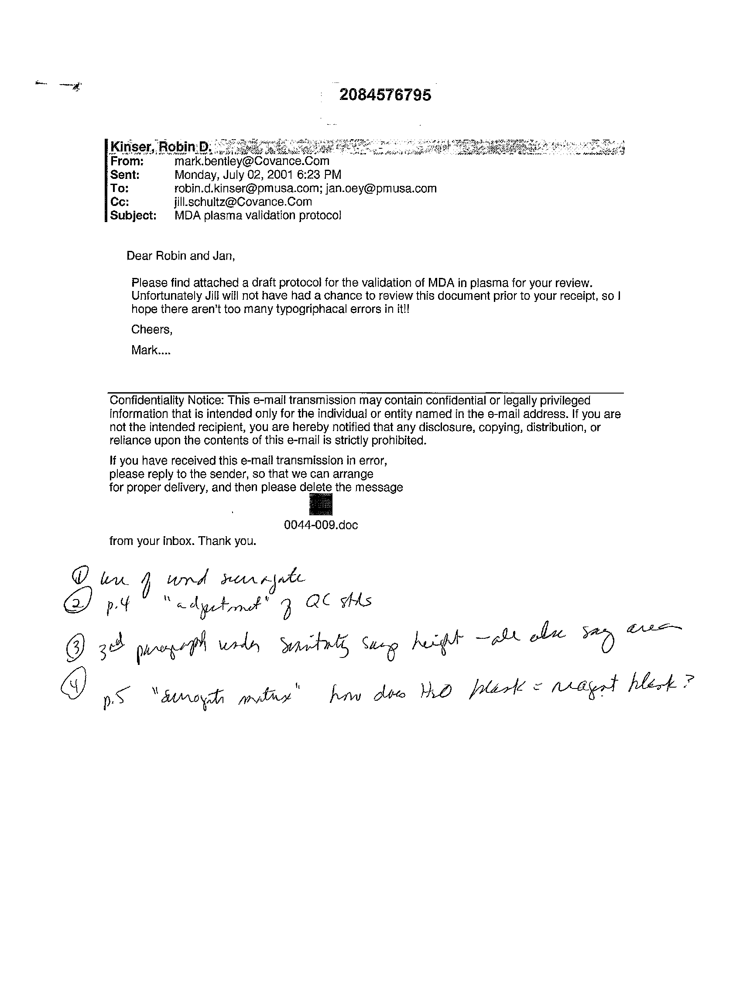 2084576795
Kinser, Robin D.
From: mark.bentley@Covance.Com
Sent: Monday, July 02, 2001 6:23 PM
To: robin.d.kinser@pmusa.com; jan.oey@pmusa.com
Cc: jill.schultz@Covance.Com
Subject: MDA plasma validation protocol
Dear Robin and Jan,
Please find attached a draft protocol for the validation of MDA in plasma for your review.
Unfortunately Jill will not have had a chance to review this document prior to your receipt, so I
hope there aren't too many typogriphacal errors in it!!
Cheers,
Mark....
Confidentiality Notice: This e-mail transmission may contain confidential or legally privileged
information that is intended only for the individual or entity named in the e-mail address. If you are
not the intended recipient, you are hereby notified that any disclosure, copying, distribution, or
reliance upon the contents of this e-mail is strictly prohibited.
If you have received this e-mail transmission in error,
please reply to the sender, so that we can arrange
for proper delivery, and then please delete the message
0044-009.doc
from your inbox. Thank you.
① use of word surrogate
② p.4 "adjustment" of QC stds
③ 3rd paragraph under sensitivity says height - all else say area
④ p.5 "surrogate matrix" how does H2O blank = reagent blank?